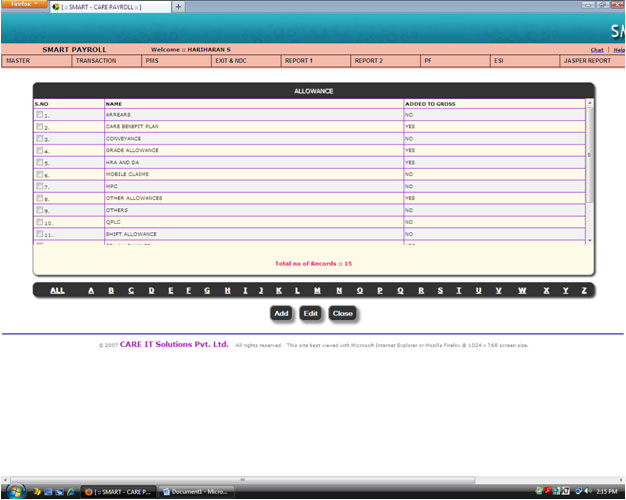 Firefox
[ :: SMART - CARE PAYROLL :: ]
SMART PAYROLL Welcome :: HARIHARAN S Chat | Help
MASTER TRANSACTION PMS EXIT & NDC REPORT 1 REPORT 2 PF ESI JASPER REPORT
ALLOWANCE
S.NO NAME ADDED TO GROSS
1. ARREARS NO
2. CARE BENEFIT PLAN YES
3. CONVEYANCE NO
4. GRADE ALLOWANCE YES
5. HRA AND DA YES
6. MOBILE CLAIMS NO
7. MPC NO
8. OTHER ALLOWANCES YES
9. OTHERS NO
10. QPLC NO
11. SHIFT ALLOWANCE NO
Total no of Records :: 15
ALL A B C D E F G H I J K L M N O P Q R S T U V W X Y Z
Add Edit Close
© 2007 CARE IT Solutions Pvt. Ltd. All rights reserved. This site best viewed with Microsoft Internet Explorer or Mozilla Firefox @ 1024 x 768 screen size.
[ :: SMART - CARE P... Document1 - Micro... 2:15 PM